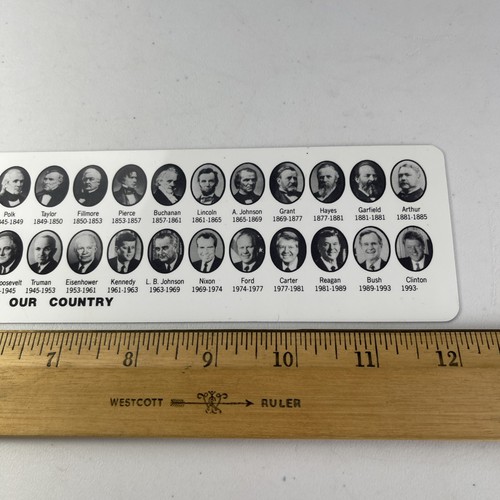 Polk Taylor Fillmore Pierce Buchanan Lincoln A. Johnson Grant Hayes Garfield Arthur
1845-1849 1849-1850 1850-1853 1853-1857 1857-1861 1861-1865 1865-1869 1869-1877 1877-1881 1881-1881 1881-1885
Roosevelt Truman Eisenhower Kennedy L. B. Johnson Nixon Ford Carter Reagan Bush Clinton
-1945 1945-1953 1953-1961 1961-1963 1963-1969 1969-1974 1974-1977 1977-1981 1981-1989 1989-1993 1993-
OUR COUNTRY
7 8 9 10 11 12
WESTCOTT RULER